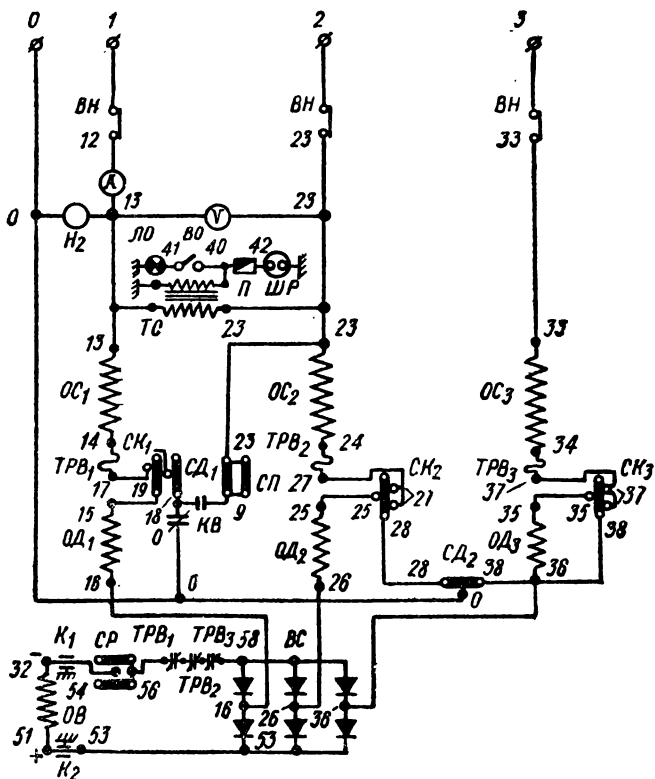 0 1 2 3
ВН ВН ВН
12 23 33
А
0 13 V 23
Н2
ЛО ВО
41 40 42
П ШР
ТС
13 23 23 33
ОС1 ОС2 ОС3
14 23 24 34
ТРВ1 СК1 СД1 СП ТРВ2 СК2 ТРВ3 СК3
17 19 18 9 27 21 37 37
15 КВ 25 25 35 35
0 28 38
ОД1 ОД2 СД2 ОД3
28 38 36
16 0 26 0
К1 СР ТРВ1 ТРВ3 58 ВС
32 - 54 56 ТРВ2
ОВ 16 26 38
51 53 53
+ К2